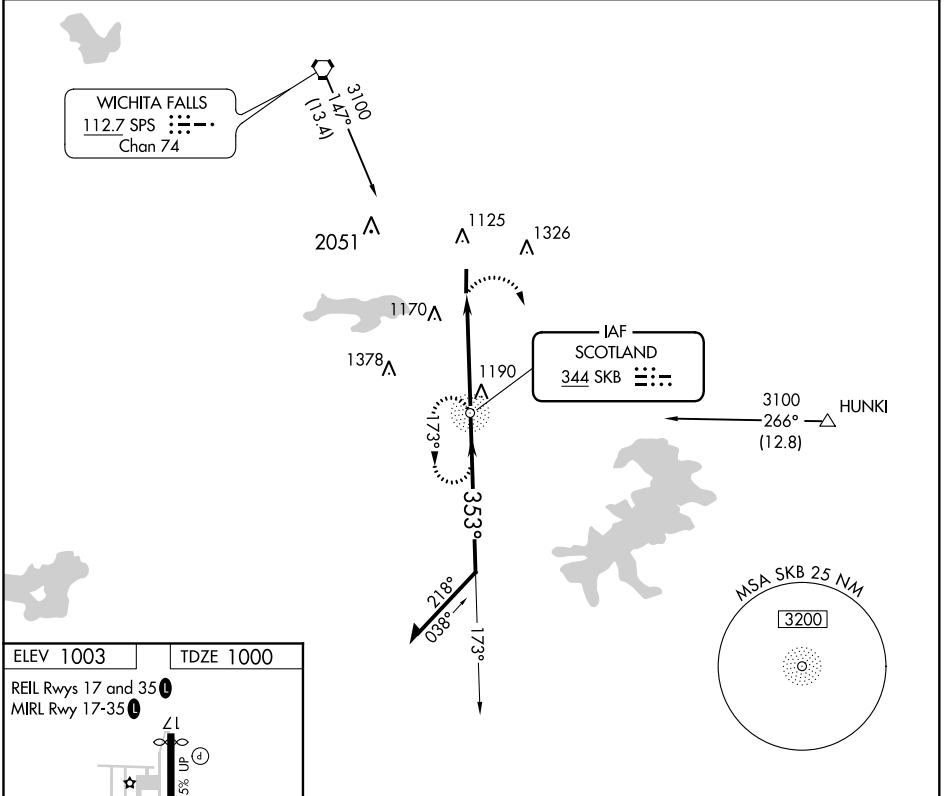 WICHITA FALLS
112.7 SPS
Chan 74
3100
147°
(13.4)
2051
1125
1326
1170
1378
1190
IAF
SCOTLAND
344 SKB
3100
266°
(12.8)
HUNKI
173°
353°
218°
038°
173°
MSA SKB 25 NM
3200
ELEV 1003
TDZE 1000
REIL Rwys 17 and 35 L
MIRL Rwy 17-35 L
17
P
5% UP